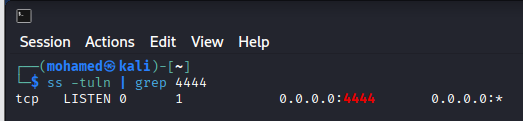 Session Actions Edit View Help
┌──(mohamed㉿kali)-[~]
└─$ ss -tuln | grep 4444
tcp   LISTEN 0      1            0.0.0.0:4444       0.0.0.0:*